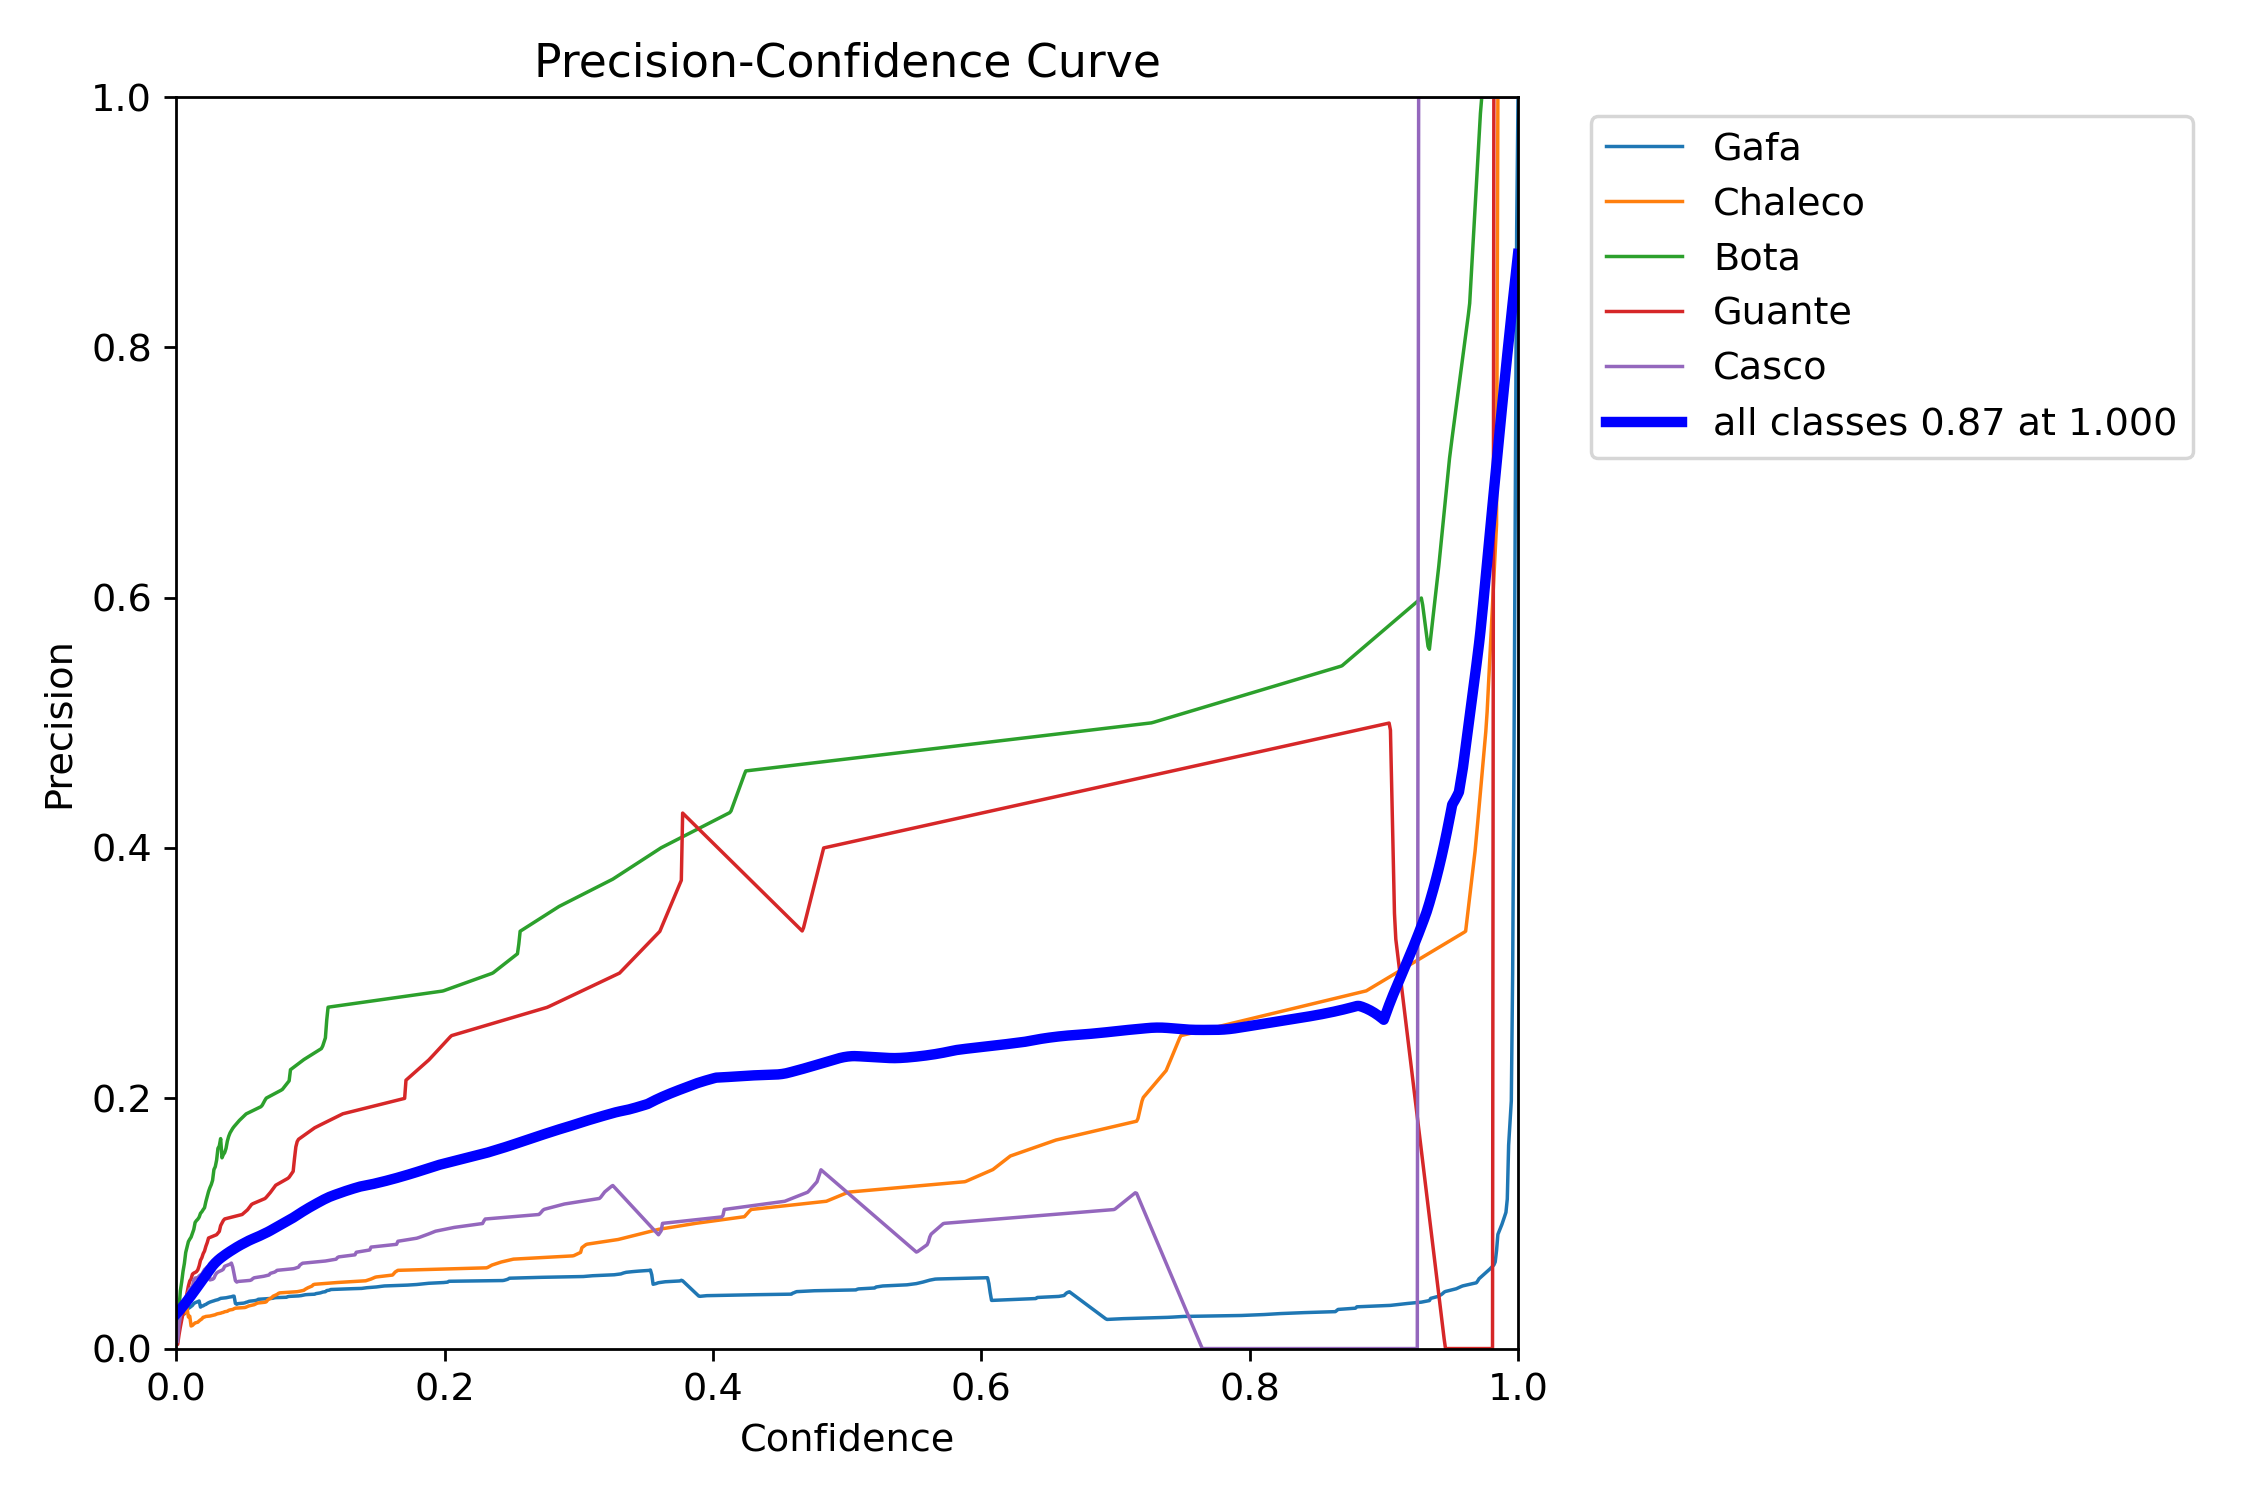 Precision-Confidence Curve
1.0
0.8
0.6
0.4
0.2
0.0
Precision
0.0 0.2 0.4 0.6 0.8 1.0
Confidence
Gafa
Chaleco
Bota
Guante
Casco
all classes 0.87 at 1.000